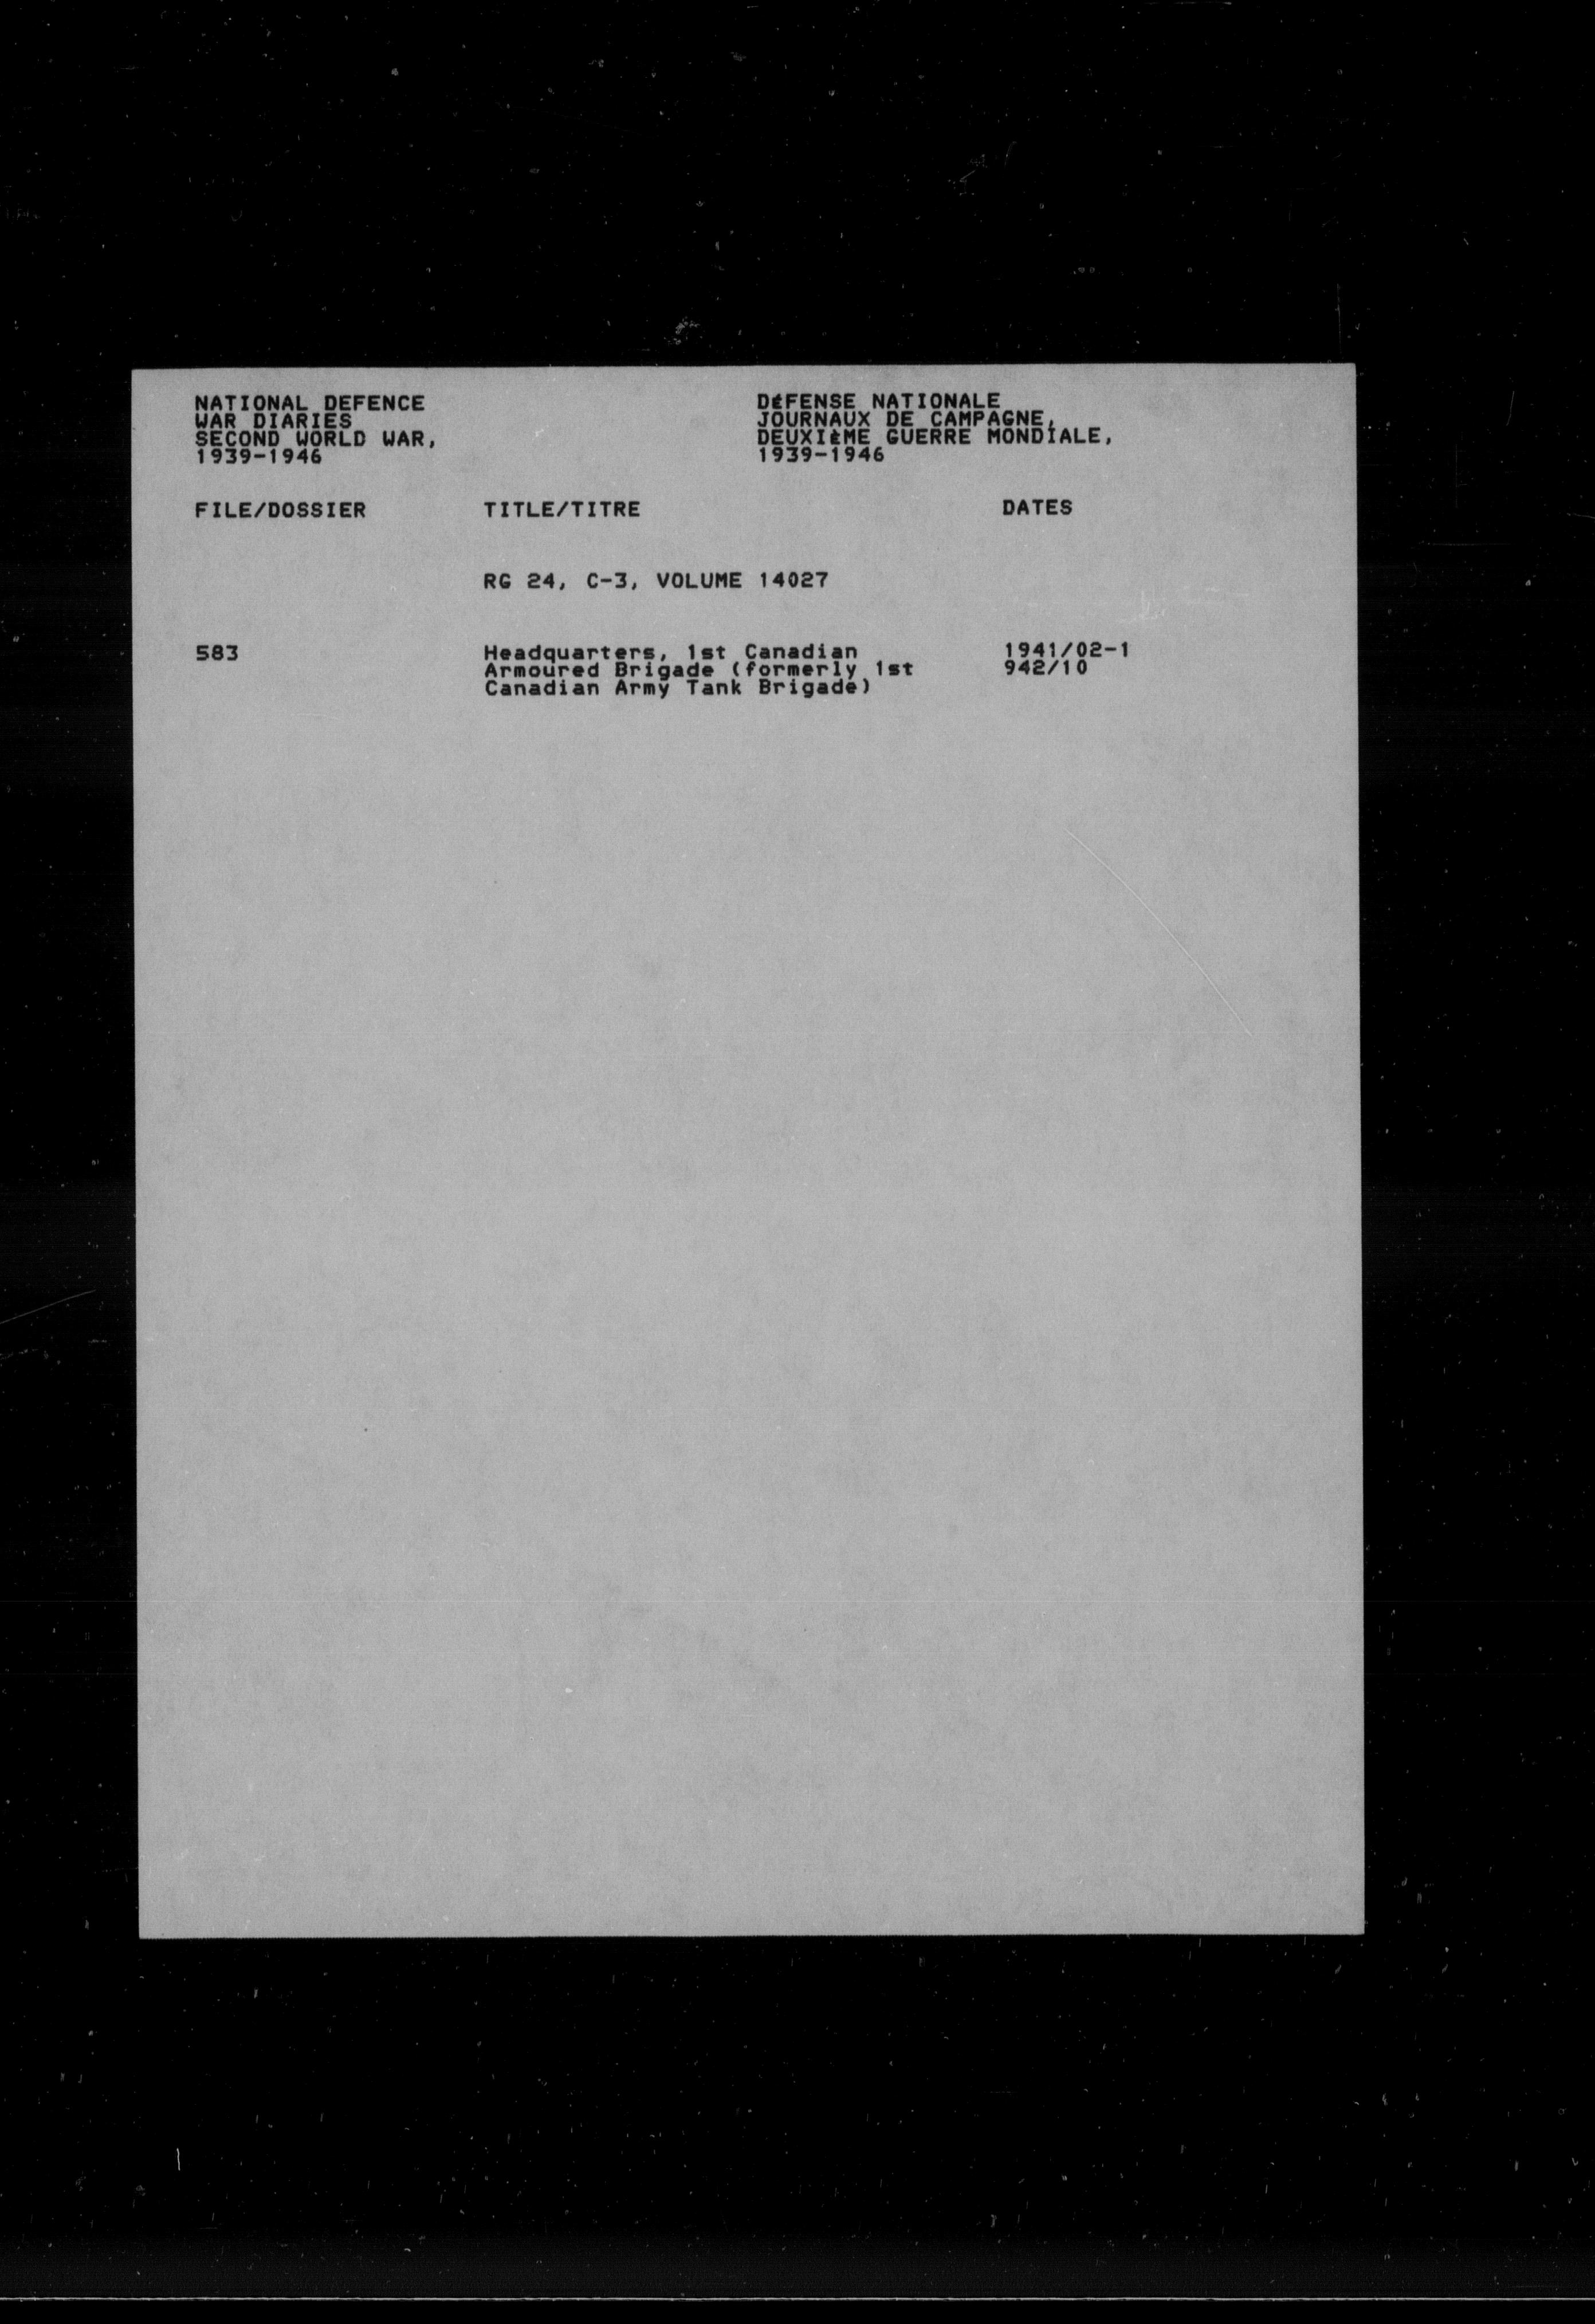 NATIONAL DEFENCE
WAR DIARIES
SECOND WORLD WAR,
1939-1946
DÉFENSE NATIONALE
JOURNAUX DE CAMPAGNE,
DEUXIÈME GUERRE MONDIALE,
1939-1946
FILE/DOSSIER TITLE/TITRE DATES
RG 24, C-3, VOLUME 14027
583 Headquarters, 1st Canadian 1941/02-1
Armoured Brigade (formerly 1st 942/10
Canadian Army Tank Brigade)